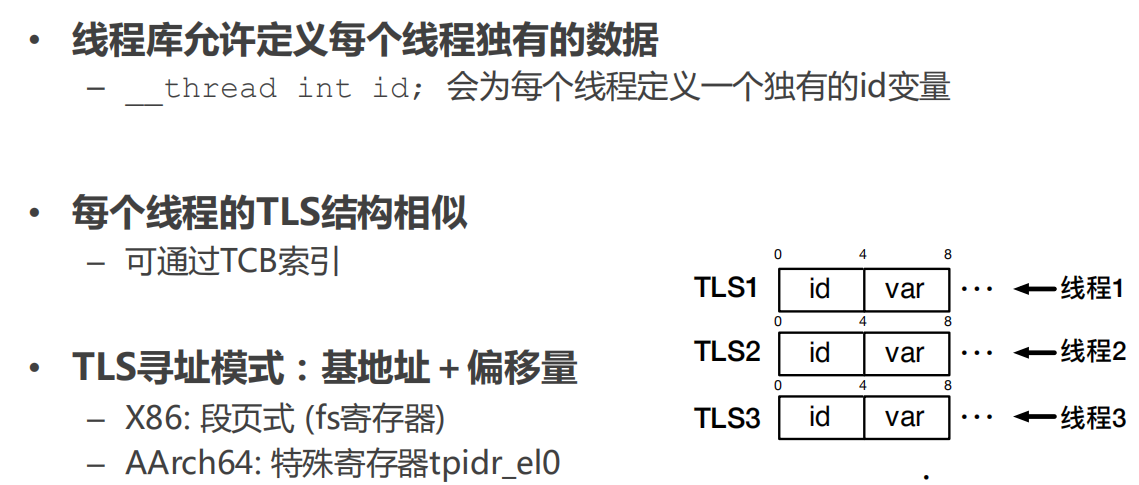 • 线程库允许定义每个线程独有的数据
– __thread int id; 会为每个线程定义一个独有的id变量
• 每个线程的TLS结构相似
– 可通过TCB索引
• TLS寻址模式：基地址＋偏移量
– X86: 段页式 (fs寄存器)
– AArch64: 特殊寄存器tpidr_el0
0 4 8
TLS1 id var ··· 线程1
0 4 8
TLS2 id var ··· 线程2
0 4 8
TLS3 id var ··· 线程3
.